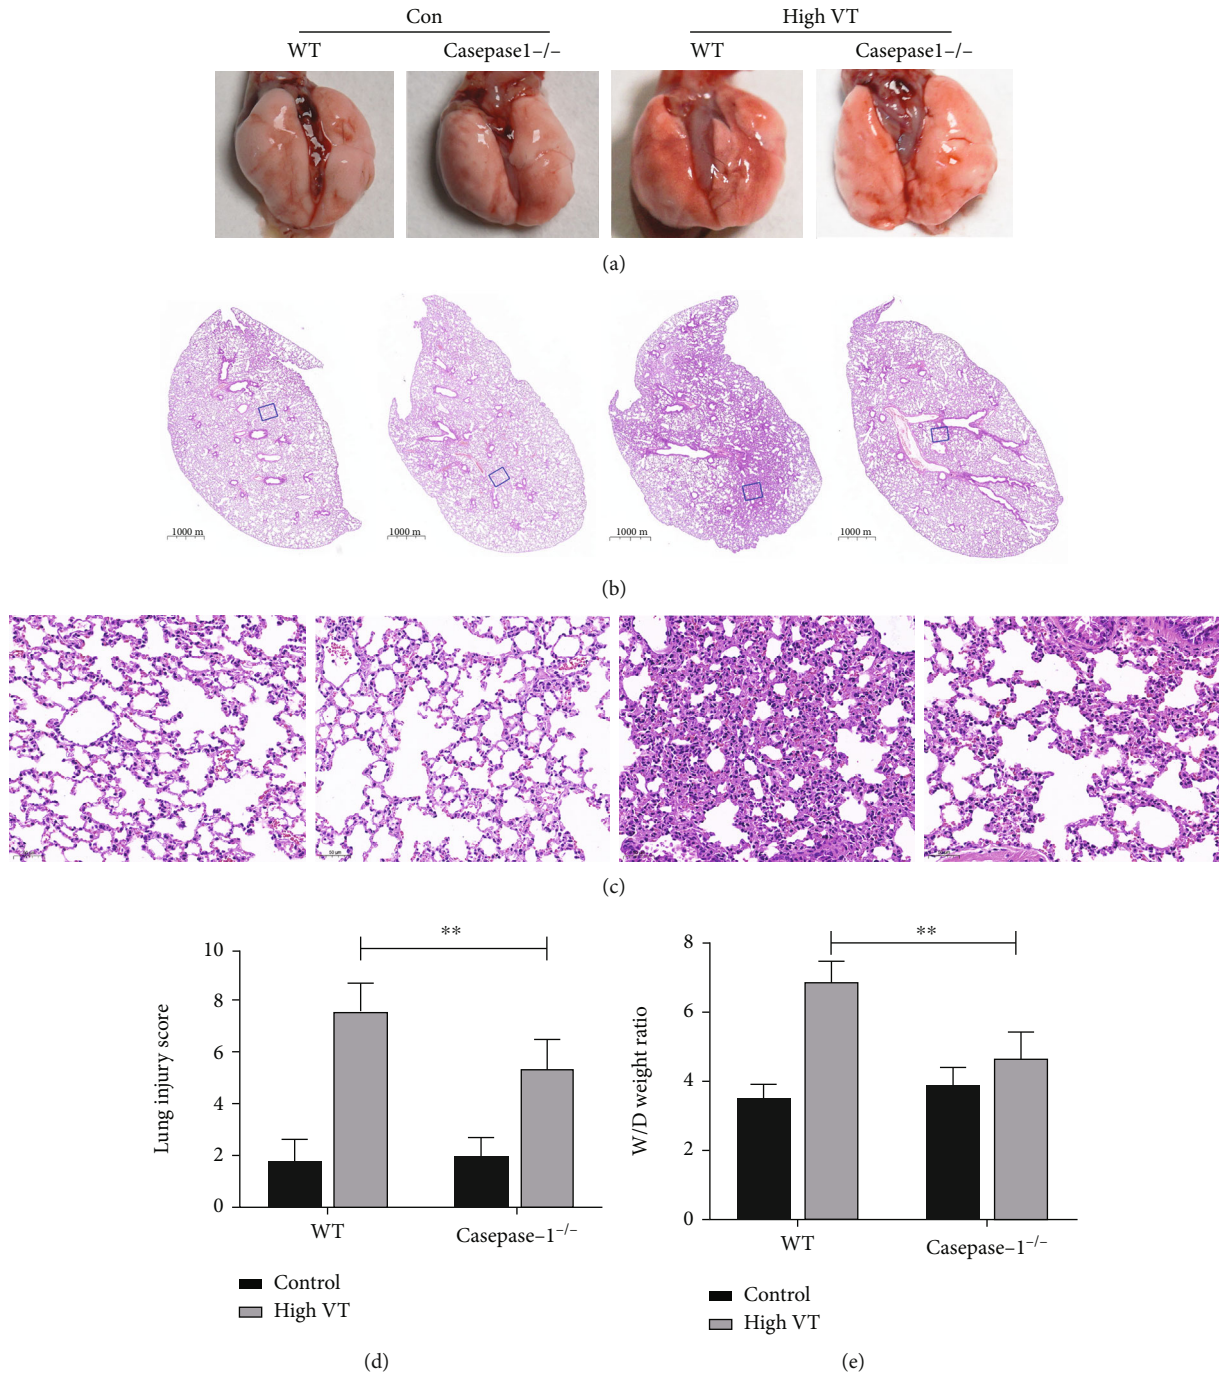 Con
High VT
WT
Casepase1−/−
WT
Casepase1−/−
(a)
1000 m
1000 m
1000 m
1000 m
(b)
50 μm
(c)
10
8
6
4
2
0
Lung injury score
**
WT
Casepase−1−/−
Control
High VT
(d)
8
6
4
2
0
W/D weight ratio
**
WT
Casepase−1−/−
Control
High VT
(e)